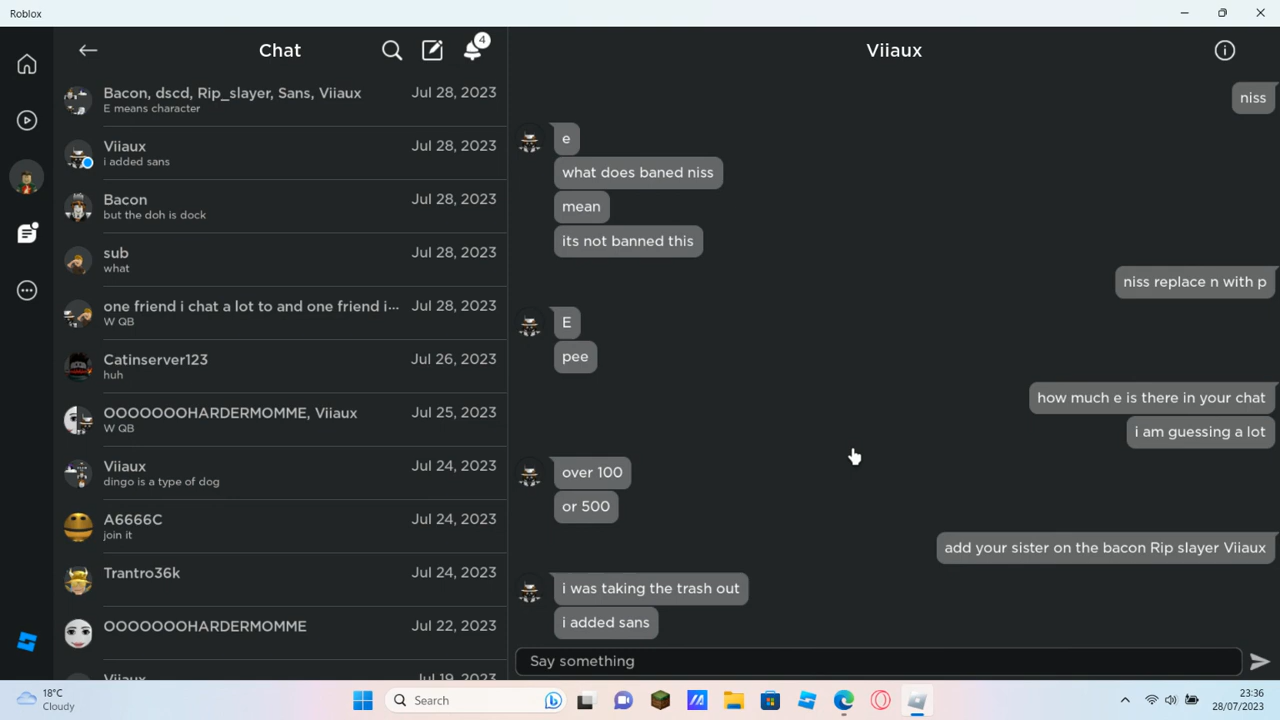 Roblox
Chat
4
Viiaux
Bacon, dscd, Rip_slayer, Sans, Viiaux
Jul 28, 2023
E means character
Viiaux
Jul 28, 2023
i added sans
Bacon
Jul 28, 2023
but the doh is dock
sub
Jul 28, 2023
what
one friend i chat a lot to and one friend i...
Jul 28, 2023
W QB
Catinserver123
Jul 26, 2023
huh
OOOOOOOHARDERMOMME, Viiaux
Jul 25, 2023
W QB
Viiaux
Jul 24, 2023
dingo is a type of dog
A6666C
Jul 24, 2023
join it
Trantro36k
Jul 24, 2023
OOOOOOOHARDERMOMME
Jul 22, 2023
Viiaux
Jul 19, 2023
niss
e
what does baned niss
mean
its not banned this
niss replace n with p
E
pee
how much e is there in your chat
i am guessing a lot
over 100
or 500
add your sister on the bacon Rip slayer Viiaux
i was taking the trash out
i added sans
Say something
18°C
Cloudy
Search
23:36
28/07/2023